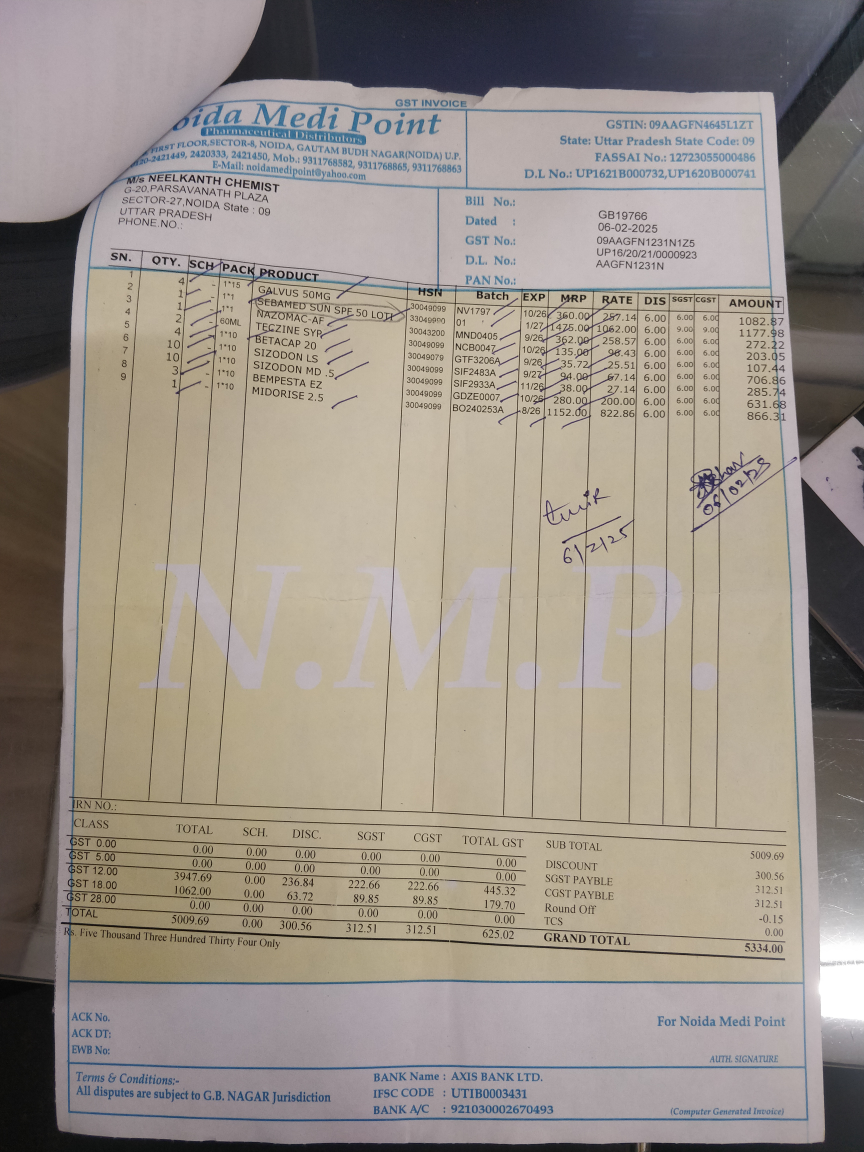 GST INVOICE
oida Medi Point
Pharmaceutical Distributors
FIRST FLOOR,SECTOR-8, NOIDA, GAUTAM BUDH NAGAR(NOIDA) U.P.
0120-2421449, 2420333, 2421450, Mob.: 9311768582, 9311768865, 9311768863
E-Mail: noidamedipoint@yahoo.com
GSTIN: 09AAGFN4645L1ZT
State: Uttar Pradesh State Code: 09
FASSAI No.: 12723055000486
D.L No.: UP1621B000732,UP1620B000741
M/s NEELKANTH CHEMIST
G-20,PARSAVANATH PLAZA
SECTOR-27,NOIDA State : 09
UTTAR PRADESH
PHONE.NO.:
Bill No.: GB19766
Dated : 06-02-2025
GST No.: 09AAGFN1231N1Z5
D.L. No.: UP16/20/21/0000923
PAN No.: AAGFN1231N
SN. QTY. SCH PACK PRODUCT HSN Batch EXP MRP RATE DIS SGST CGST AMOUNT
1 4 - 1*15 GALVUS 50MG 30049099 NV1797 10/26 360.00 257.14 6.00 6.00 6.00 1082.87
2 1 - 1*1 SEBAMED SUN SPF 50 LOTI 33049990 01 1/27 1475.00 1062.00 6.00 9.00 9.00 1177.98
3 1 - 1*1 NAZOMAC-AF 30043200 MND0405 9/26 362.00 258.57 6.00 6.00 6.00 272.22
4 2 - 60ML TECZINE SYP 30049099 NCB0047 10/26 135.00 96.43 6.00 6.00 6.00 203.05
5 4 - 1*10 BETACAP 20 30049079 GTF3206A 9/26 35.72 25.51 6.00 6.00 6.00 107.44
6 10 - 1*10 SIZODON LS 30049099 SIF2483A 9/27 94.00 67.14 6.00 6.00 6.00 706.86
7 10 - 1*10 SIZODON MD .5 30049099 SIF2933A 11/26 38.00 27.14 6.00 6.00 6.00 285.74
8 3 - 1*10 BEMPESTA EZ 30049099 GDZE0007 10/26 280.00 200.00 6.00 6.00 6.00 631.68
9 1 - 1*10 MIDORISE 2.5 30049099 BO240253A 8/26 1152.00 822.86 6.00 6.00 6.00 866.31
06/02/25
6/2/25
N.M.P.
IRN NO.:
CLASS TOTAL SCH. DISC. SGST CGST TOTAL GST
GST 0.00 0.00 0.00 0.00 0.00 0.00 0.00
GST 5.00 0.00 0.00 0.00 0.00 0.00 0.00
GST 12.00 3947.69 0.00 236.84 222.66 222.66 445.32
GST 18.00 1062.00 0.00 63.72 89.85 89.85 179.70
GST 28.00 0.00 0.00 0.00 0.00 0.00 0.00
TOTAL 5009.69 0.00 300.56 312.51 312.51 625.02
SUB TOTAL 5009.69
DISCOUNT 300.56
SGST PAYBLE 312.51
CGST PAYBLE 312.51
Round Off -0.15
TCS 0.00
GRAND TOTAL 5334.00
Rs. Five Thousand Three Hundred Thirty Four Only
ACK No.
ACK DT:
EWB No:
For Noida Medi Point
AUTH. SIGNATURE
Terms & Conditions:-
All disputes are subject to G.B. NAGAR Jurisdiction
BANK Name : AXIS BANK LTD.
IFSC CODE : UTIB0003431
BANK A/C : 921030002670493
(Computer Generated Invoice)